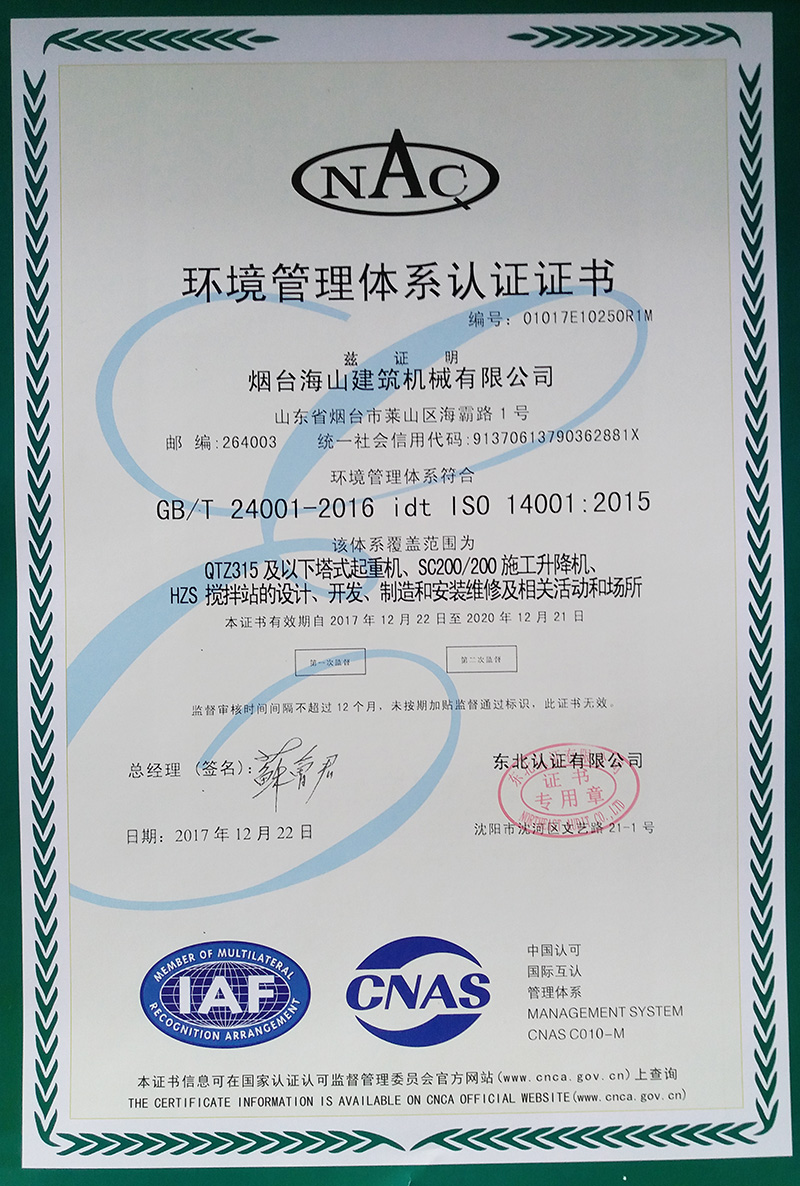 NAC
环境管理体系认证证书
编号：01017E10250R1M
兹证明
烟台海山建筑机械有限公司
山东省烟台市莱山区海霸路1号
邮 编:264003 统一社会信用代码:91370613790362881X
环境管理体系符合
GB/T 24001-2016 idt ISO 14001:2015
该体系覆盖范围为
QTZ315及以下塔式起重机、SC200/200施工升降机、
HZS 搅拌站的设计、开发、制造和安装维修及相关活动和场所
本证书有效期自2017年12月22日至2020年12月21日
第一次监督 第二次监督
监督审核时间间隔不超过12个月，未按期加贴监督通过标识，此证书无效。
总经理（签名）:
东北认证有限公司
证书
专用章
日期：2017年12月22日
沈阳市沈河区文艺路21-1号
MEMBER OF MULTILATERAL
IAF
RECOGNITION ARRANGEMENT
CNAS
中国认可
国际互认
管理体系
MANAGEMENT SYSTEM
CNAS C010-M
本证书信息可在国家认证认可监督管理委员会官方网站(www.cnca.gov.cn)上查询
THE CERTIFICATE INFORMATION IS AVAILABLE ON CNCA OFFICIAL WEBSITE(www.cnca.gov.cn)